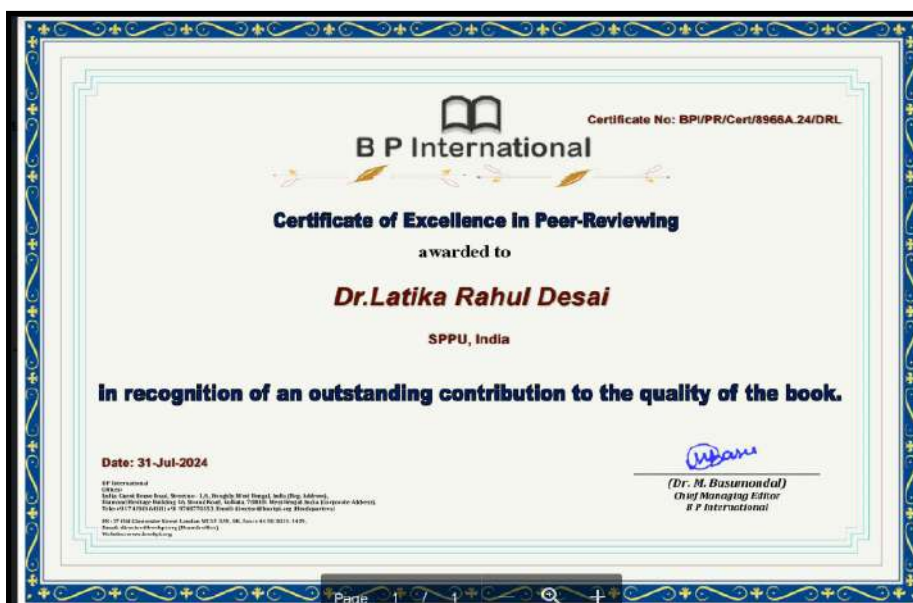 Certificate No: BPI/PR/Cert/8966A.24/DRL
B P International
Certificate of Excellence in Peer-Reviewing
awarded to
Dr.Latika Rahul Desai
SPPU, India
in recognition of an outstanding contribution to the quality of the book.
Date: 31-Jul-2024
(Dr. M. Basumondal)
Chief Managing Editor
B P International
BP International
Page 1 / 1